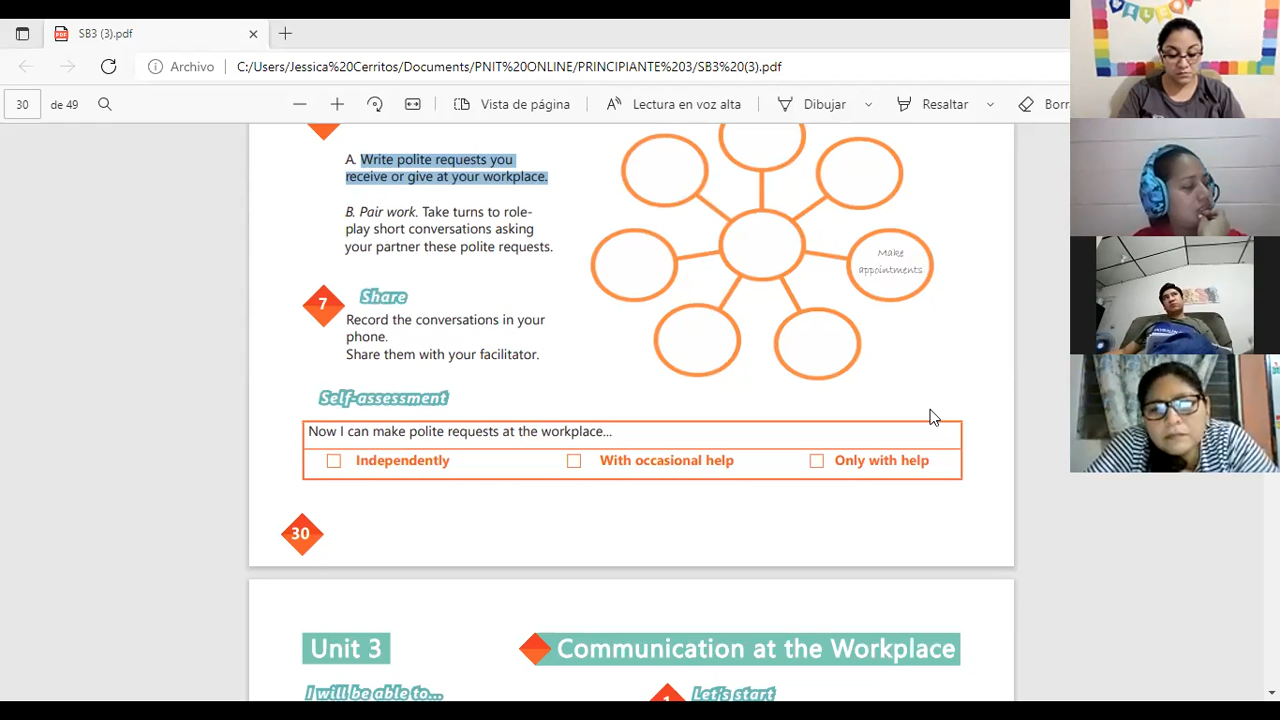 SB3 (3).pdf
Archivo
C:/Users/Jessica%20Cerritos/Documents/PNIT%20ONLINE/PRINCIPIANTE%203/SB3%20(3).pdf
30
de 49
Vista de página
Lectura en voz alta
Dibujar
Resaltar
Borr
A. Write polite requests you
receive or give at your workplace.
B. Pair work. Take turns to role-
play short conversations asking
your partner these polite requests.
Make
appointments
7
Share
Record the conversations in your
phone.
Share them with your facilitator.
Self-assessment
Now I can make polite requests at the workplace...
Independently
With occasional help
Only with help
30
Unit 3
Communication at the Workplace
I will be able to...
1
Let's start